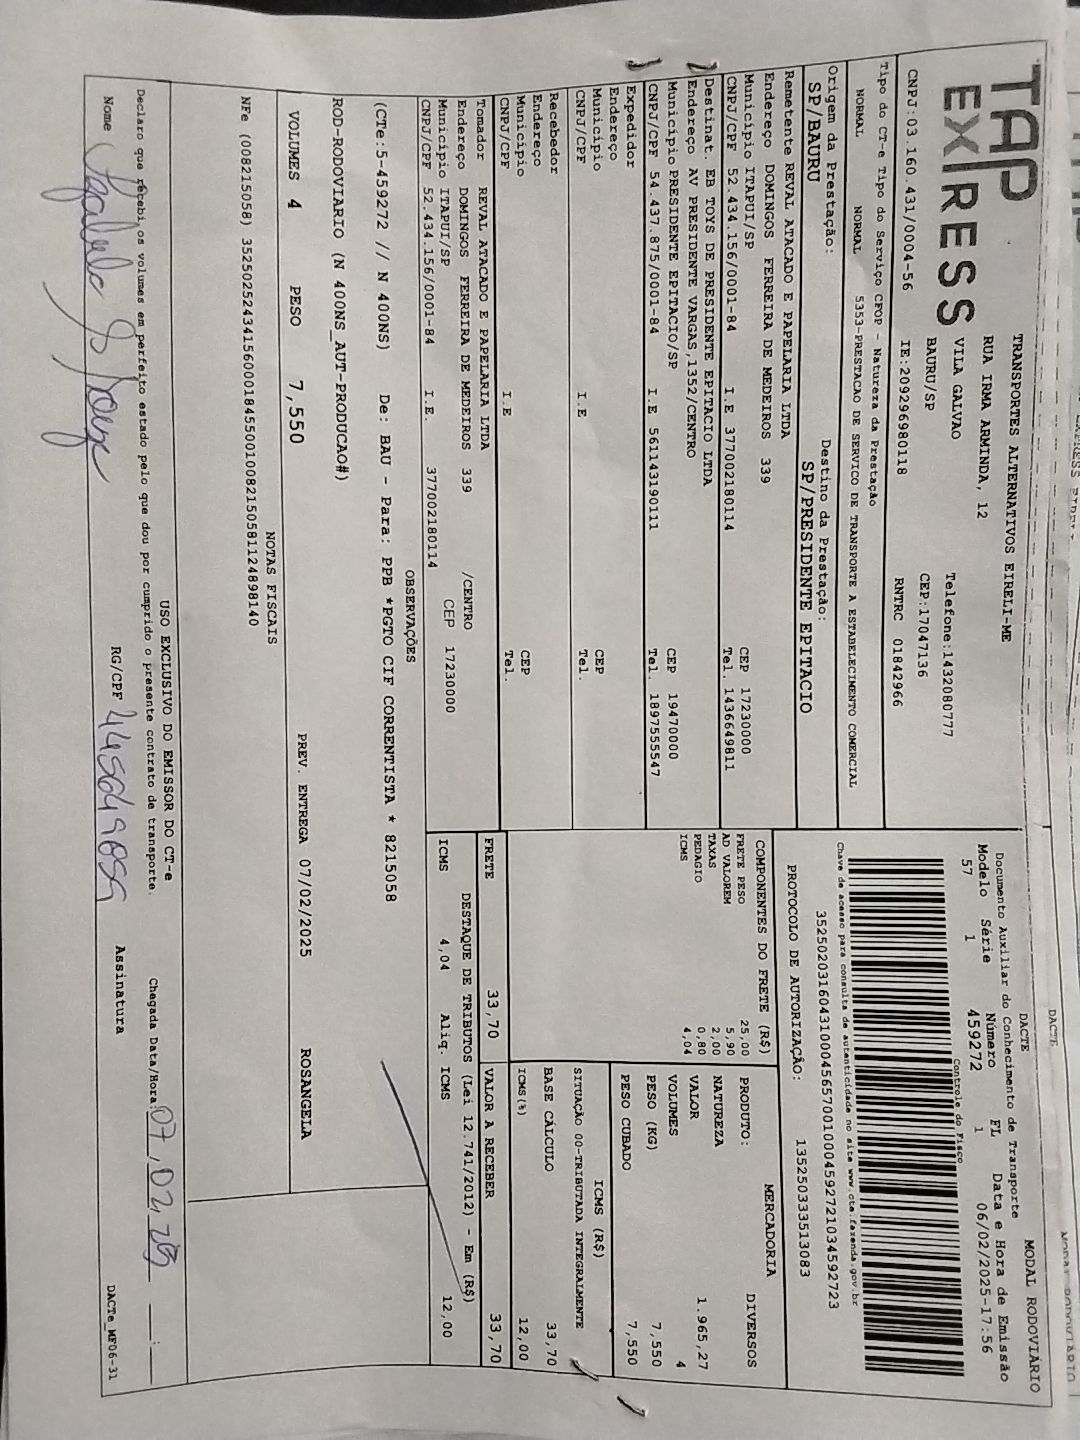 TAP EXPRESS
TRANSPORTES ALTERNATIVOS EIRELI-ME
RUA IRMA ARMINDA, 12
VILA GALVAO
BAURU/SP
Telefone:1432080777
CEP:17047136
CNPJ:03.160.431/0004-56 IE:209296980118 RNTRC 01842966
Tipo do CT-e Tipo do Serviço CFOP - Natureza da Prestação
NORMAL NORMAL 5353-PRESTACAO DE SERVICO DE TRANSPORTE A ESTABELECIMENTO COMERCIAL
Origem da Prestação: Destino da Prestação:
SP/BAURU SP/PRESIDENTE EPITACIO
Remetente REVAL ATACADO E PAPELARIA LTDA
Endereço DOMINGOS FERREIRA DE MEDEIROS 339
Município ITAPUI/SP CEP 17230000
CNPJ/CPF 52.434.156/0001-84 I.E 377002180114 Tel. 1436649811
Destinat. EB TOYS DE PRESIDENTE EPITACIO LTDA
Endereço AV PRESIDENTE VARGAS,1352/CENTRO
Município PRESIDENTE EPITACIO/SP CEP 19470000
CNPJ/CPF 54.437.875/0001-84 I.E 561143190111 Tel. 1897555547
Expedidor
Endereço
Município CEP
CNPJ/CPF I.E Tel.
Recebedor
Endereço
Município CEP
CNPJ/CPF I.E Tel.
Tomador REVAL ATACADO E PAPELARIA LTDA
Endereço DOMINGOS FERREIRA DE MEDEIROS 339 /CENTRO
Município ITAPUI/SP CEP 17230000
CNPJ/CPF 52.434.156/0001-84 I.E. 377002180114
DACTE MODAL RODOVIÁRIO
Documento Auxiliar do Conhecimento de Transporte
Modelo Série Número FL Data e Hora de Emissão
57 1 459272 1 06/02/2025-17:56
Controle do Fisco
Chave de acesso para consulta de autenticidade no site www.cte.fazenda.gov.br
35250203160431000456570010004592721034592723
PROTOCOLO DE AUTORIZAÇÃO: 135250333513083
COMPONENTES DO FRETE (R$)
FRETE PESO 25,00
AD VALOREM 5,90
TAXAS 2,00
PEDAGIO 0,80
ICMS 4,04
MERCADORIA
PRODUTO: DIVERSOS
NATUREZA
VALOR 1.965,27
VOLUMES 4
PESO (KG) 7,550
PESO CUBADO 7,550
ICMS (R$)
SITUAÇÃO 00-TRIBUTADA INTEGRALMENTE
BASE CÁLCULO 33,70
ICMS(%) 12,00
FRETE 33,70 VALOR A RECEBER 33,70
DESTAQUE DE TRIBUTOS (Lei 12.741/2012) - Em (R$)
ICMS 4,04 Aliq. ICMS 12,00
OBSERVAÇÕES
(CTe:5-459272 // N 400NS) De: BAU - Para: PPB *PGTO CIF CORRENTISTA * 8215058
ROD-RODOVIARIO (N 400NS_AUT-PRODUCAO#)
VOLUMES 4 PESO 7,550 PREV. ENTREGA 07/02/2025 ROSANGELA
NOTAS FISCAIS
NFe (008215058) 35250252434156000184550010082150581124898140
USO EXCLUSIVO DO EMISSOR DO CT-e
Declaro que recebi os volumes em perfeito estado pelo que dou por cumprido o presente contrato de transporte.
Chegada Data/Hora: 07/02/25
Nome RG/CPF Assinatura
DACTe_MF06-31